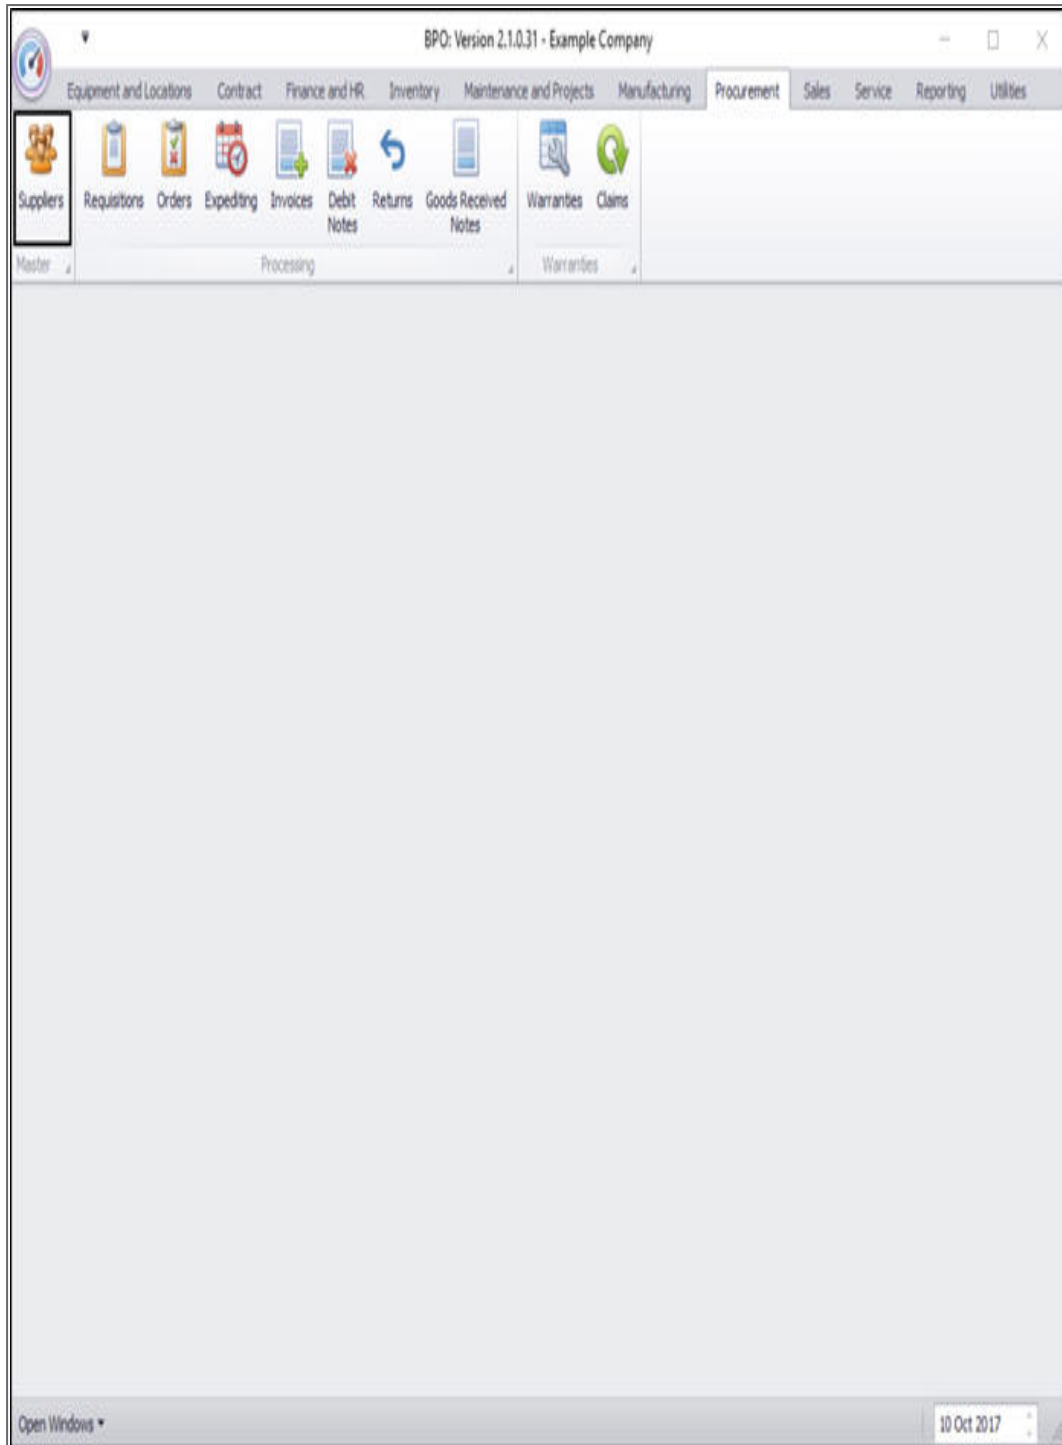 BPO: Version 2.1.0.31 - Example Company
Equipment and Locations Contract Finance and HR Inventory Maintenance and Projects Manufacturing Procurement Sales Service Reporting Utilities
Suppliers Requisitions Orders Expediting Invoices Debit Notes Returns Goods Received Notes Warranties Claims
Master Processing Warranties
Open Windows 10 Oct 2017